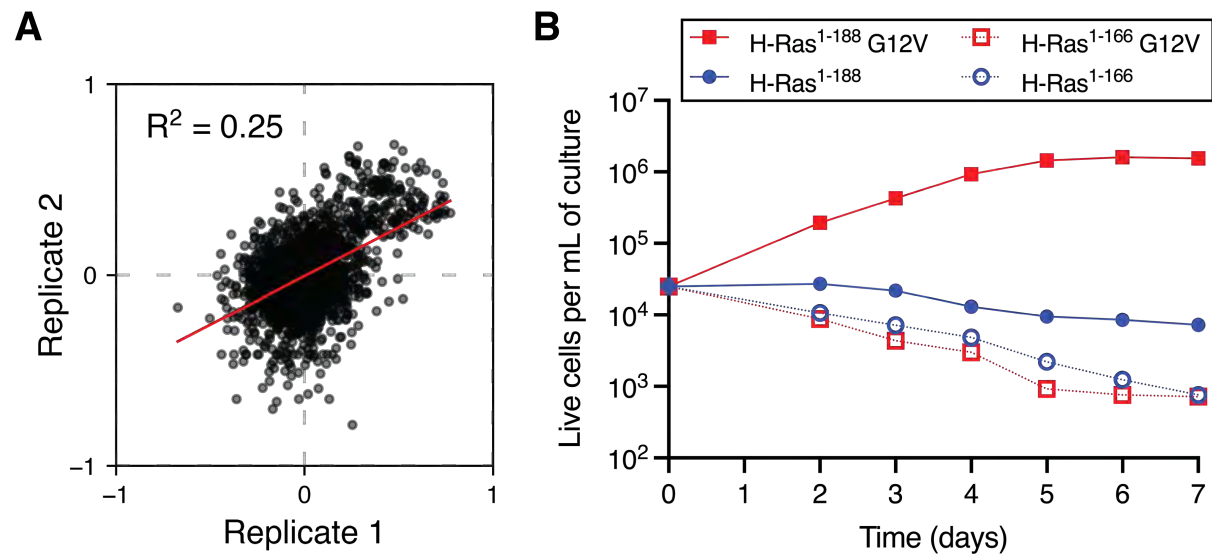 A
R² = 0.25
1
0
−1
Replicate 2
−1
0
1
Replicate 1
B
H-Ras¹⁻¹⁸⁸ G12V
H-Ras¹⁻¹⁶⁶ G12V
H-Ras¹⁻¹⁸⁸
H-Ras¹⁻¹⁶⁶
Live cells per mL of culture
10⁷
10⁶
10⁵
10⁴
10³
10²
0 1 2 3 4 5 6 7
Time (days)